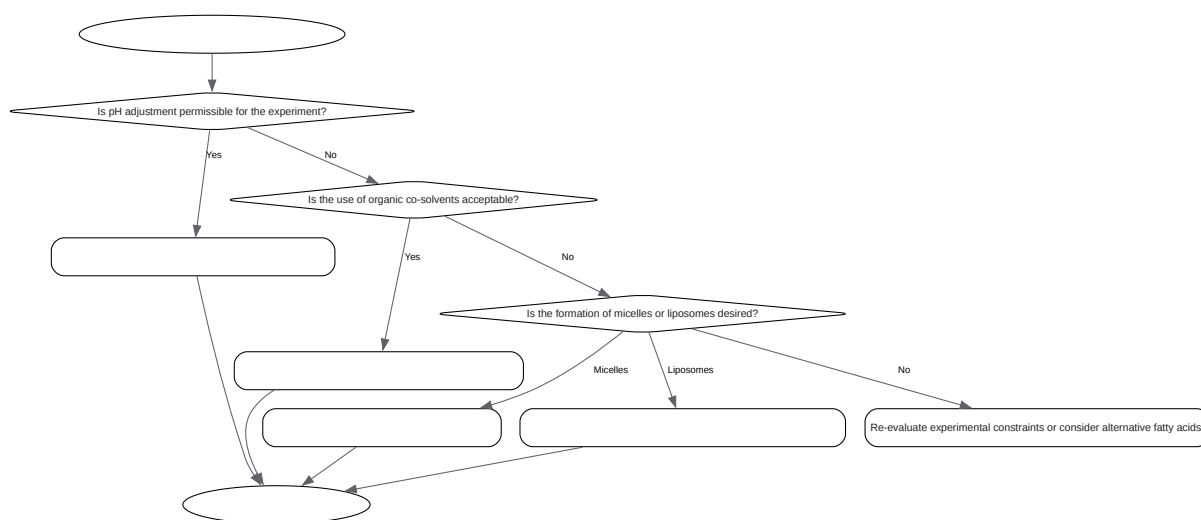 Is pH adjustment permissible for the experiment?
Yes
No
Is the use of organic co-solvents acceptable?
Yes
No
Is the formation of micelles or liposomes desired?
Micelles
Liposomes
No
Re-evaluate experimental constraints or consider alternative fatty acids